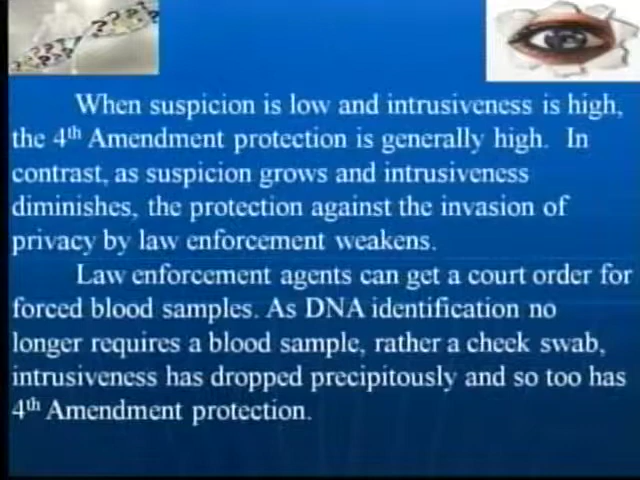 When suspicion is low and intrusiveness is high,
the 4th Amendment protection is generally high. In
contrast, as suspicion grows and intrusiveness
diminishes, the protection against the invasion of
privacy by law enforcement weakens.
Law enforcement agents can get a court order for
forced blood samples. As DNA identification no
longer requires a blood sample, rather a cheek swab,
intrusiveness has dropped precipitously and so too has
4th Amendment protection.